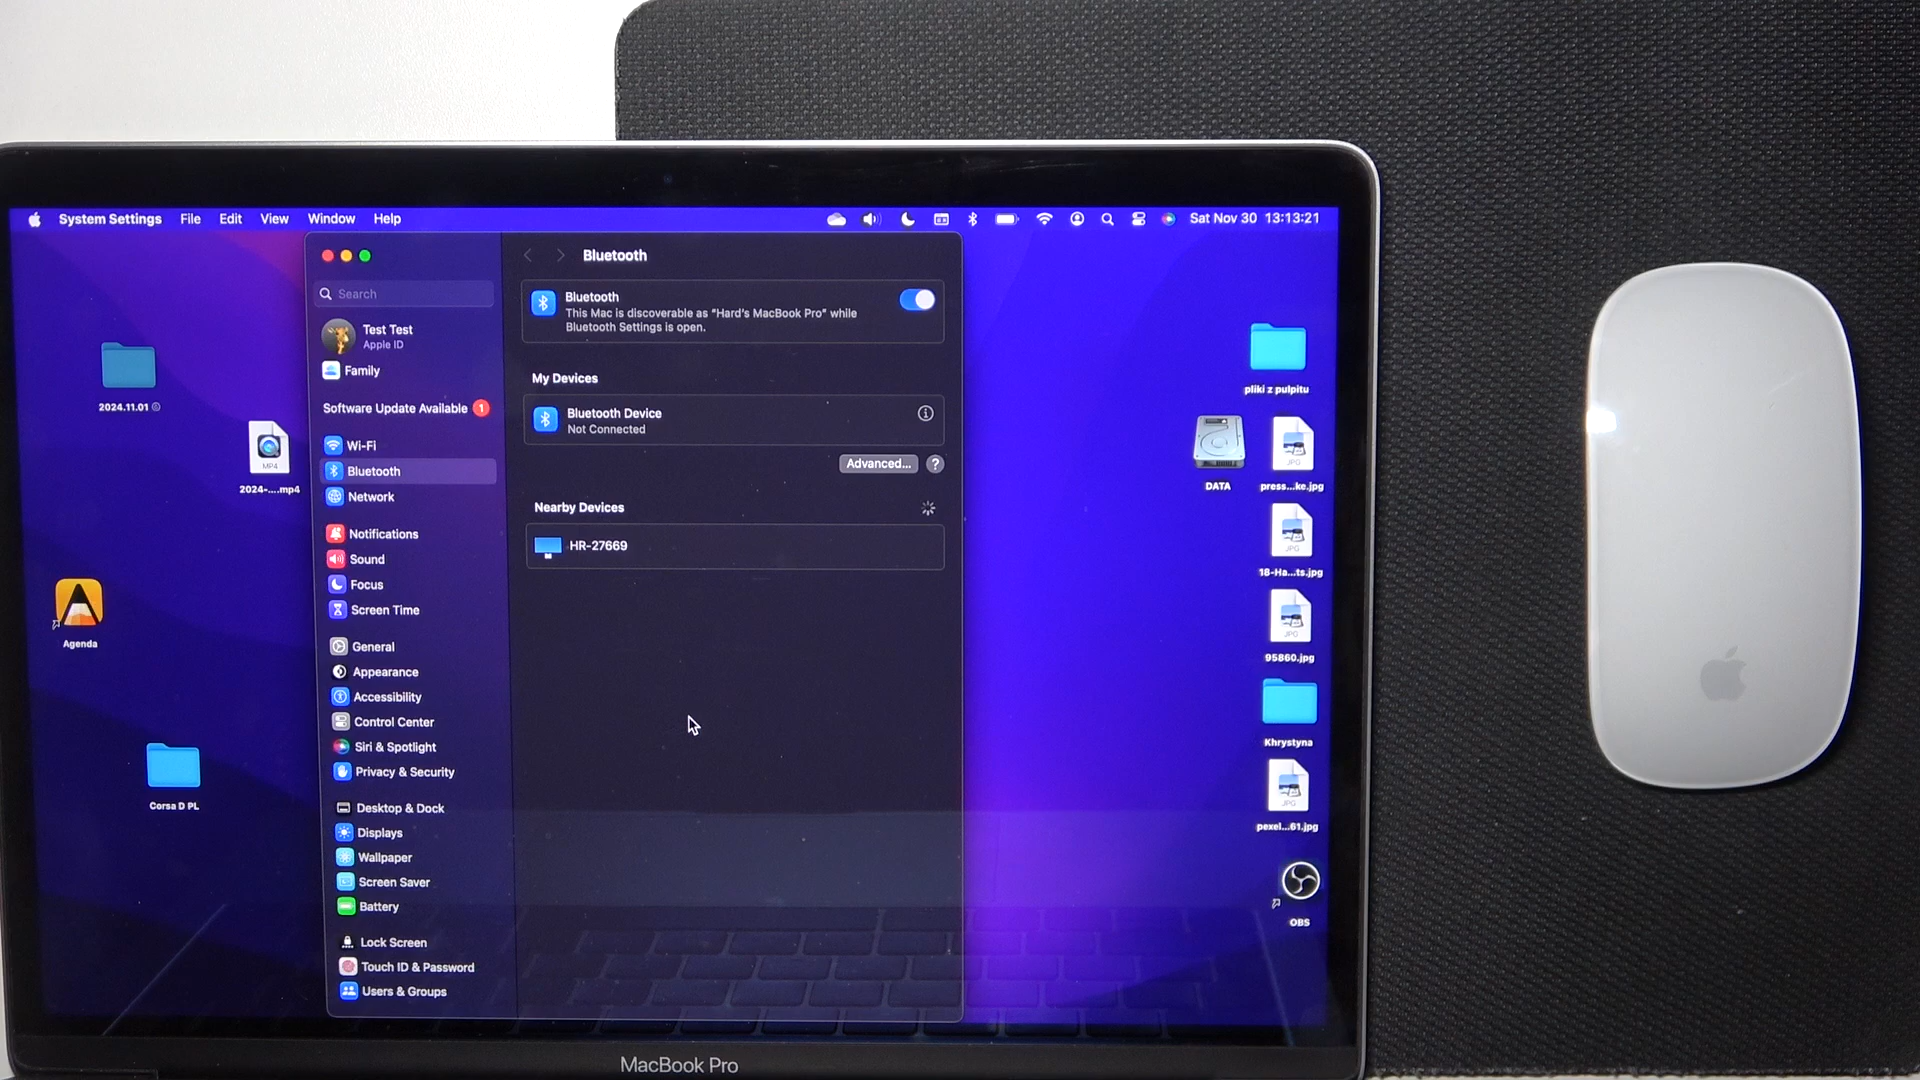 System Settings File Edit View Window Help Sat Nov 30 13:13:21
Search
Test Test
Apple ID
Family
Software Update Available 1
Wi-Fi
Bluetooth
Network
Notifications
Sound
Focus
Screen Time
General
Appearance
Accessibility
Control Center
Siri & Spotlight
Privacy & Security
Desktop & Dock
Displays
Wallpaper
Screen Saver
Battery
Lock Screen
Touch ID & Password
Users & Groups
Bluetooth
Bluetooth
This Mac is discoverable as “Hard’s MacBook Pro” while
Bluetooth Settings is open.
My Devices
Bluetooth Device
Not Connected
Advanced... ?
Nearby Devices
HR-27669
2024.11.01
MP4
2024-....mp4
Agenda
Corsa D PL
pliki z pulpitu
DATA
JPG
press...ke.jpg
JPG
18-Ha...ts.jpg
JPG
95860.jpg
Khrystyna
JPG
pexel...61.jpg
OBS
MacBook Pro